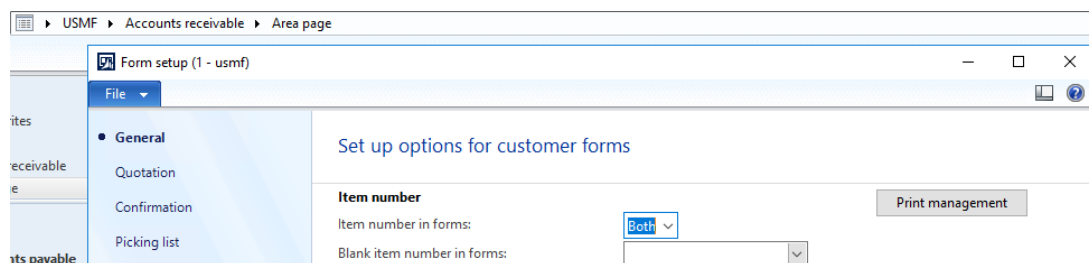 USMF ▸ Accounts receivable ▸ Area page
Form setup (1 - usmf)
File
rites
General
Set up options for customer forms
receivable
Quotation
e
Item number
Print management
Confirmation
Item number in forms:
Both
Picking list
Blank item number in forms:
nts payable